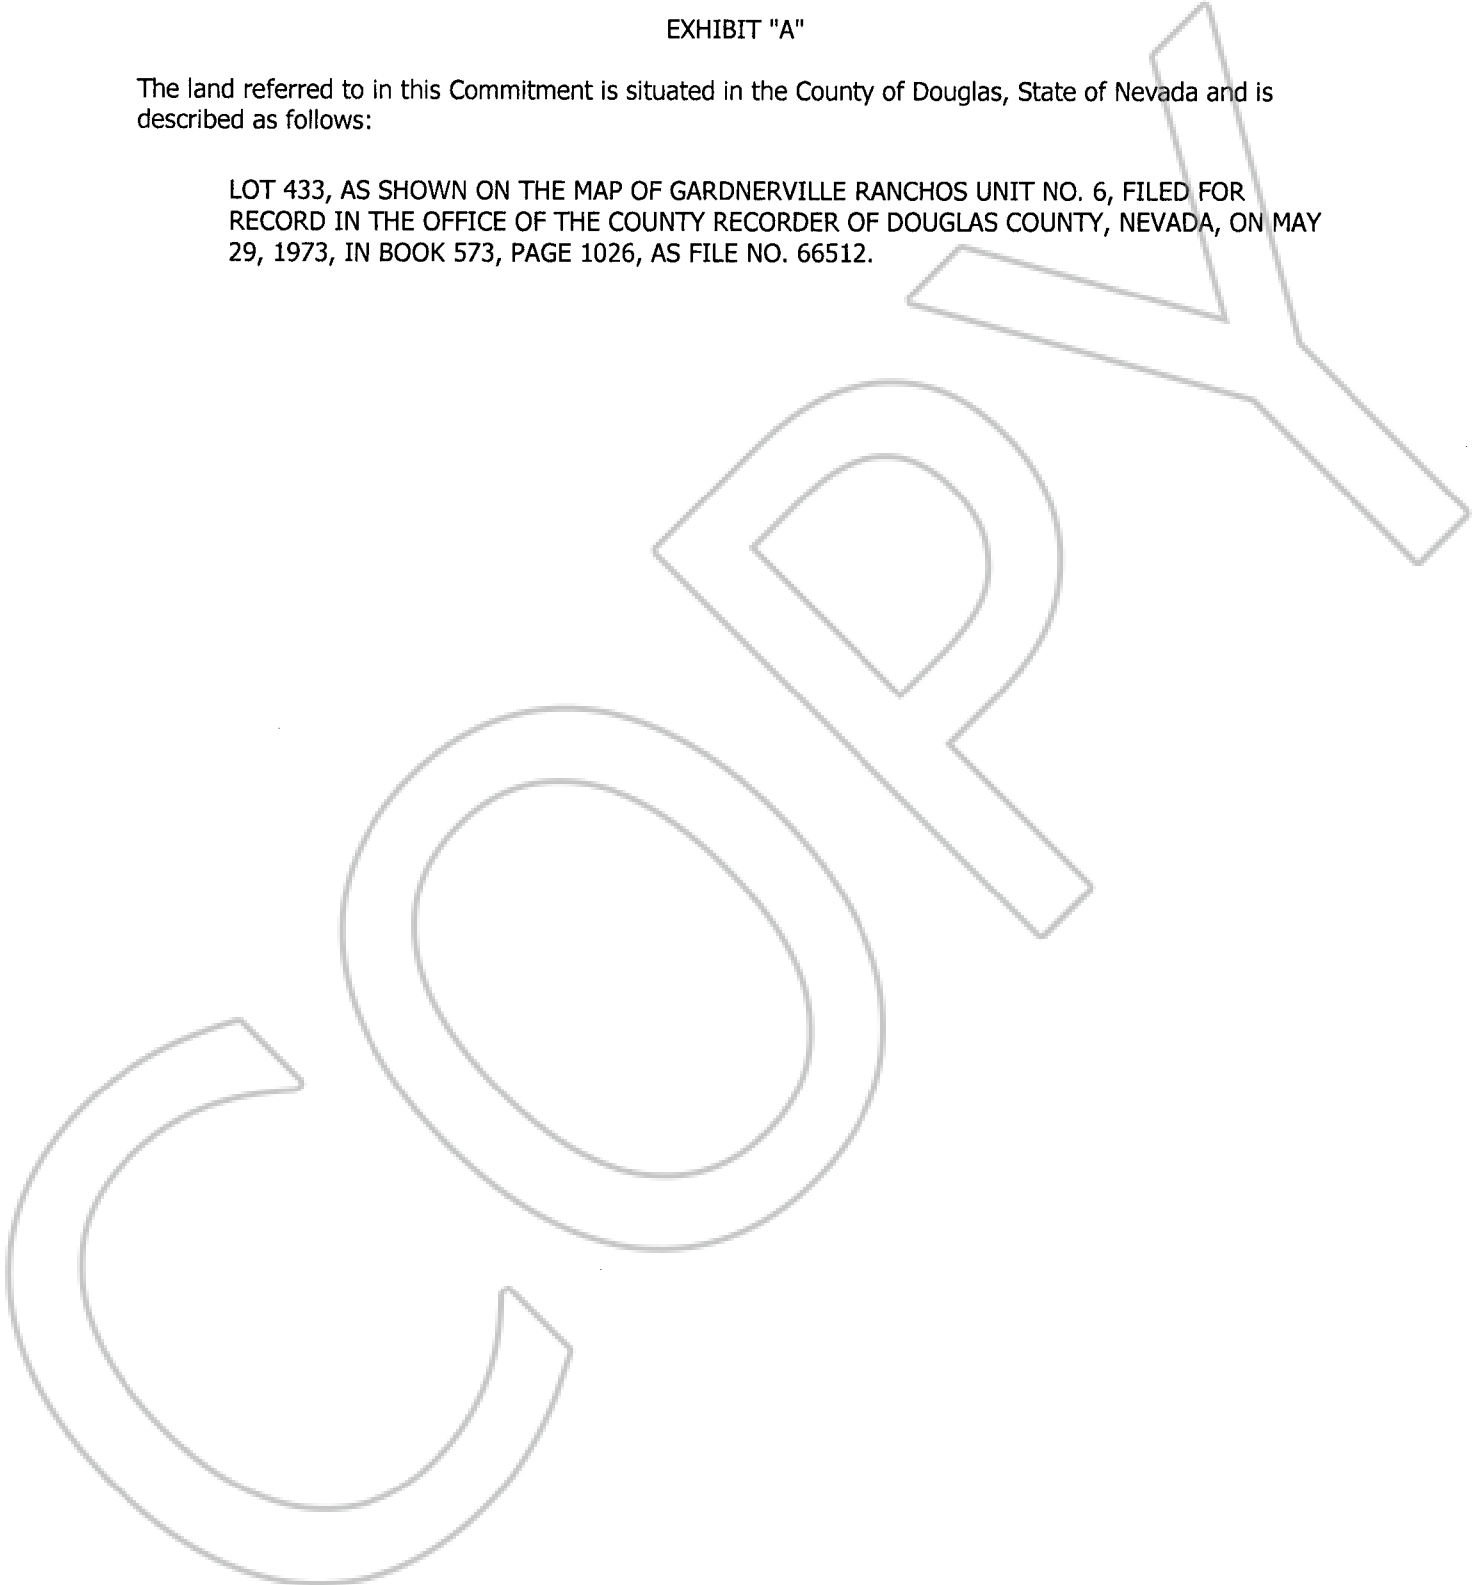 EXHIBIT "A"
The land referred to in this Commitment is situated in the County of Douglas, State of Nevada and is
described as follows:
LOT 433, AS SHOWN ON THE MAP OF GARDNERVILLE RANCHOS UNIT NO. 6, FILED FOR
RECORD IN THE OFFICE OF THE COUNTY RECORDER OF DOUGLAS COUNTY, NEVADA, ON MAY
29, 1973, IN BOOK 573, PAGE 1026, AS FILE NO. 66512.
COPY